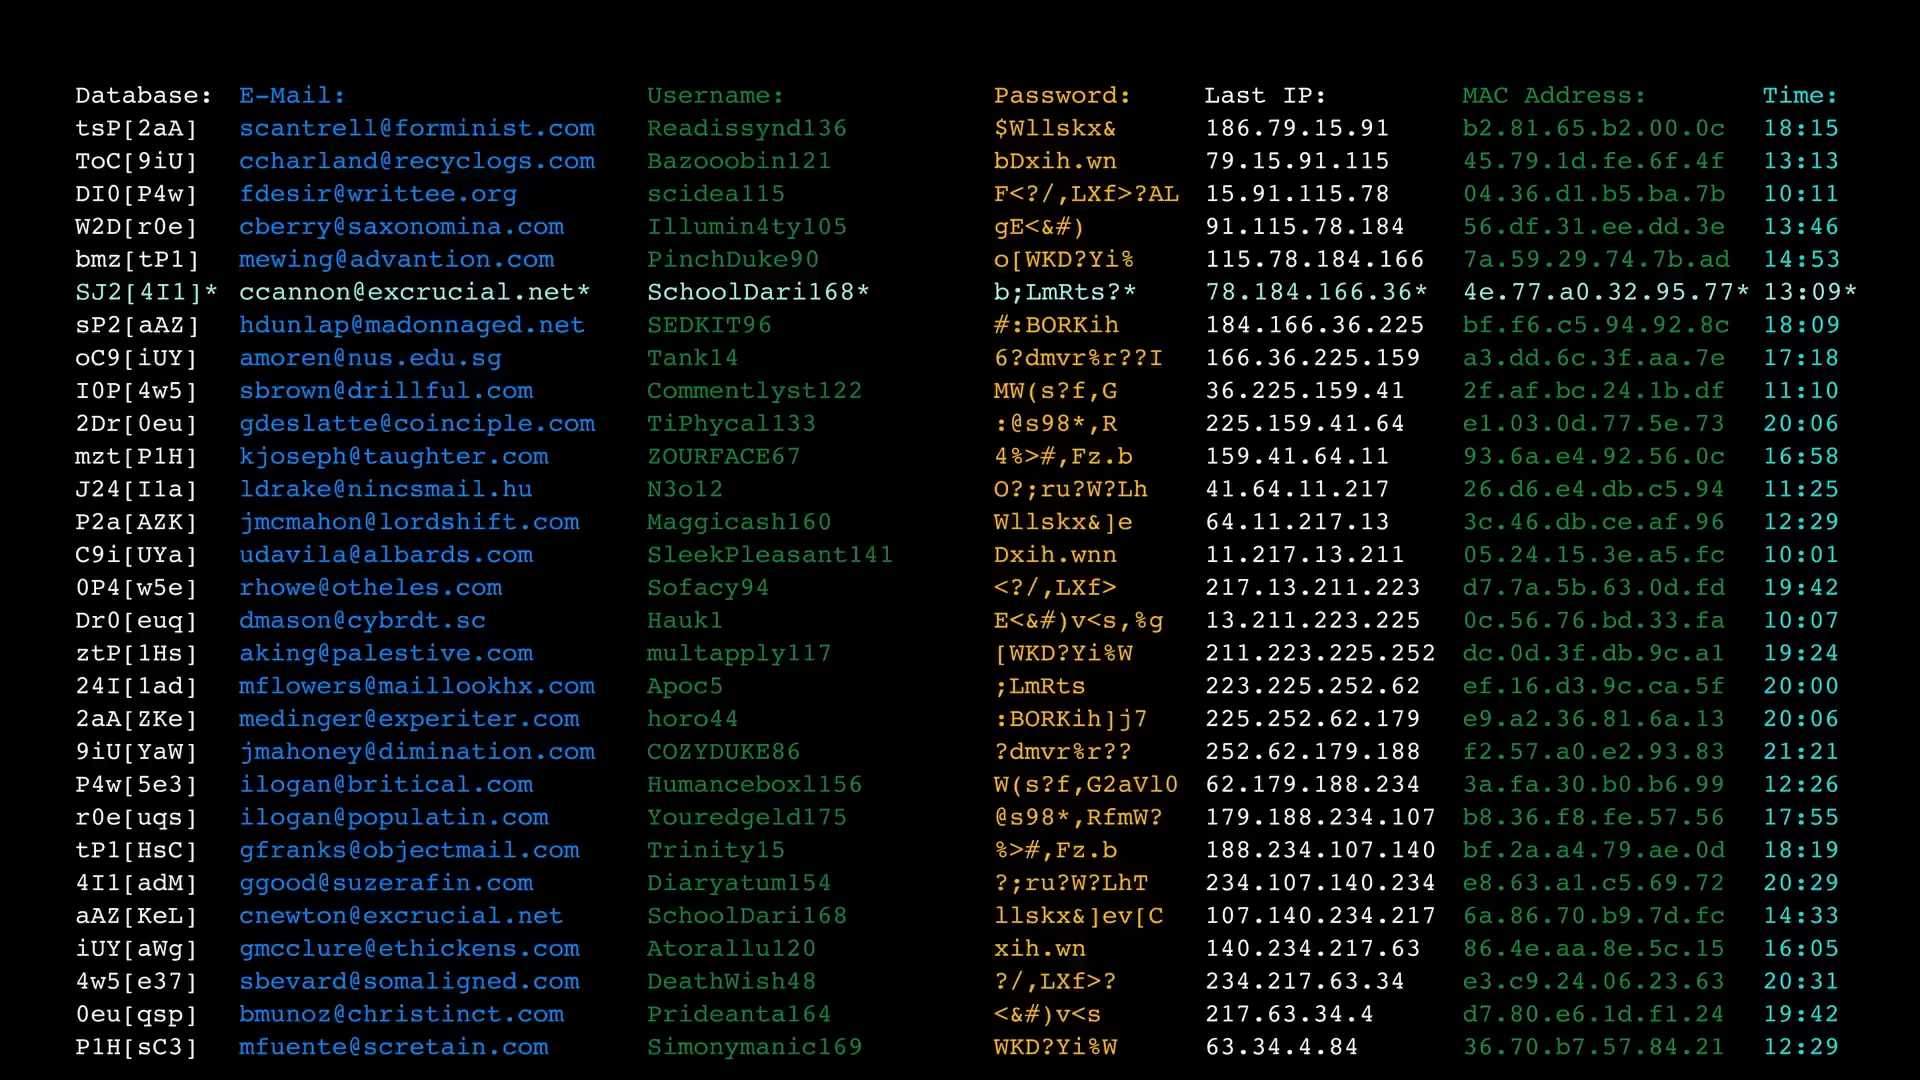 Database: E-Mail: Username: Password: Last IP: MAC Address: Time:
tsP[2aA] scantrell@forminist.com Readissynd136 $Wllskx& 186.79.15.91 b2.81.65.b2.00.0c 18:15
ToC[9iU] ccharland@recyclogs.com Bazooobin121 bDxih.wn 79.15.91.115 45.79.1d.fe.6f.4f 13:13
DI0[P4w] fdesir@writtee.org scidea115 F<?/,LXf>?AL 15.91.115.78 04.36.d1.b5.ba.7b 10:11
W2D[r0e] cberry@saxonomina.com Illumin4ty105 gE<&#) 91.115.78.184 56.df.31.ee.dd.3e 13:46
bmz[tP1] mewing@advantion.com PinchDuke90 o[WKD?Yi% 115.78.184.166 7a.59.29.74.7b.ad 14:53
SJ2[4I1]* ccannon@excrucial.net* SchoolDari168* b;LmRts?* 78.184.166.36* 4e.77.a0.32.95.77* 13:09*
sP2[aAZ] hdunlap@madonnaged.net SEDKIT96 #:BORKih 184.166.36.225 bf.f6.c5.94.92.8c 18:09
oC9[iUY] amoren@nus.edu.sg Tank14 6?dmvr%r??I 166.36.225.159 a3.dd.6c.3f.aa.7e 17:18
I0P[4w5] sbrown@drillful.com Commentlyst122 MW(s?f,G 36.225.159.41 2f.af.bc.24.1b.df 11:10
2Dr[0eu] gdeslatte@coinciple.com TiPhycal133 :@s98*,R 225.159.41.64 e1.03.0d.77.5e.73 20:06
mzt[P1H] kjoseph@taughter.com ZOURFACE67 4%>#,Fz.b 159.41.64.11 93.6a.e4.92.56.0c 16:58
J24[I1a] ldrake@nincsmail.hu N3o12 O?;ru?W?Lh 41.64.11.217 26.d6.e4.db.c5.94 11:25
P2a[AZK] jmcmahon@lordshift.com Maggicash160 Wllskx&]e 64.11.217.13 3c.46.db.ce.af.96 12:29
C9i[UYa] udavila@albards.com SleekPleasant141 Dxih.wnn 11.217.13.211 05.24.15.3e.a5.fc 10:01
0P4[w5e] rhowe@otheles.com Sofacy94 <?/,LXf> 217.13.211.223 d7.7a.5b.63.0d.fd 19:42
Dr0[euq] dmason@cybrdt.sc Hauk1 E<&#)v<s,%g 13.211.223.225 0c.56.76.bd.33.fa 10:07
ztP[1Hs] aking@palestive.com multapply117 [WKD?Yi%W 211.223.225.252 dc.0d.3f.db.9c.a1 19:24
24I[1ad] mflowers@maillookhx.com Apoc5 ;LmRts 223.225.252.62 ef.16.d3.9c.ca.5f 20:00
2aA[ZKe] medinger@experiter.com horo44 :BORKih]j7 225.252.62.179 e9.a2.36.81.6a.13 20:06
9iU[YaW] jmahoney@dimination.com COZYDUKE86 ?dmvr%r?? 252.62.179.188 f2.57.a0.e2.93.83 21:21
P4w[5e3] ilogan@britical.com Humanceboxl156 W(s?f,G2aVl0 62.179.188.234 3a.fa.30.b0.b6.99 12:26
r0e[uqs] ilogan@populatin.com Youredgeld175 @s98*,RfmW? 179.188.234.107 b8.36.f8.fe.57.56 17:55
tP1[HsC] gfranks@objectmail.com Trinity15 %>#,Fz.b 188.234.107.140 bf.2a.a4.79.ae.0d 18:19
4I1[adM] ggood@suzerafin.com Diaryatum154 ?;ru?W?LhT 234.107.140.234 e8.63.a1.c5.69.72 20:29
aAZ[KeL] cnewton@excrucial.net SchoolDari168 llskx&]ev[C 107.140.234.217 6a.86.70.b9.7d.fc 14:33
iUY[aWg] gmcclure@ethickens.com Atorallu120 xih.wn 140.234.217.63 86.4e.aa.8e.5c.15 16:05
4w5[e37] sbevard@somaligned.com DeathWish48 ?/,LXf>? 234.217.63.34 e3.c9.24.06.23.63 20:31
0eu[qsp] bmunoz@christinct.com Prideanta164 <&#)v<s 217.63.34.4 d7.80.e6.1d.f1.24 19:42
P1H[sC3] mfuente@scretain.com Simonymanic169 WKD?Yi%W 63.34.4.84 36.70.b7.57.84.21 12:29